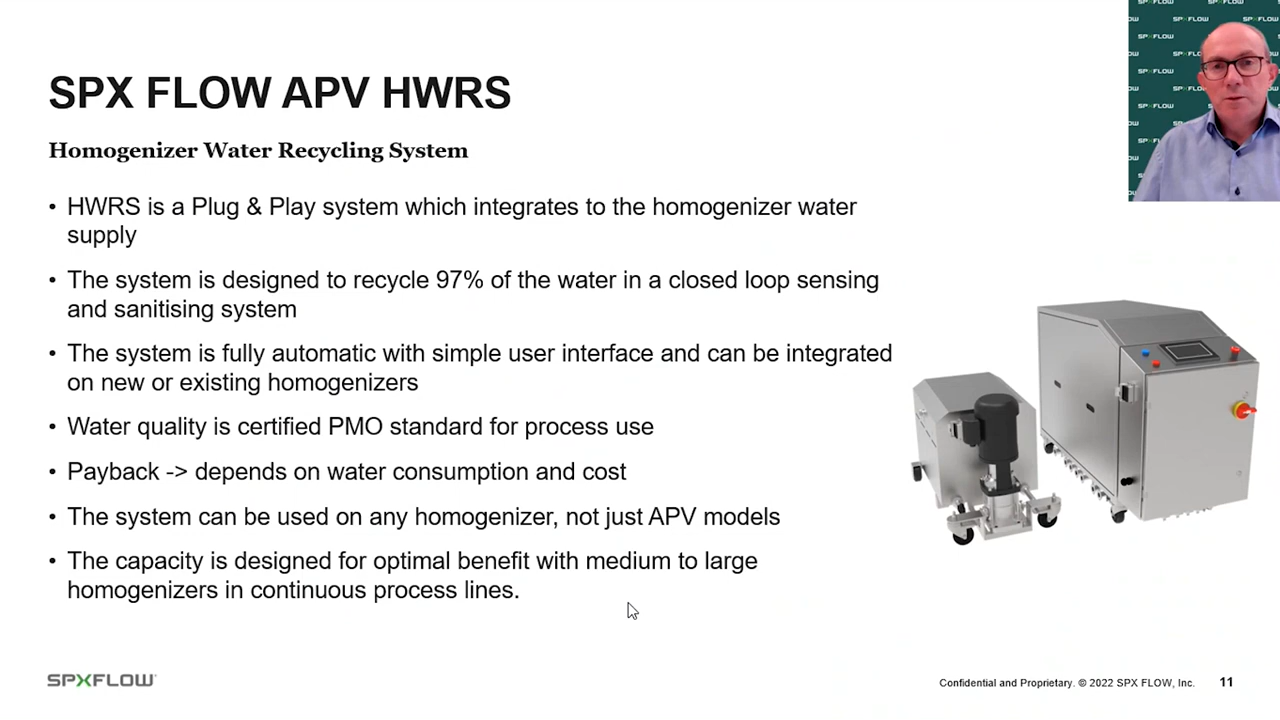 SPX FLOW APV HWRS
Homogenizer Water Recycling System
• HWRS is a Plug & Play system which integrates to the homogenizer water
supply
• The system is designed to recycle 97% of the water in a closed loop sensing
and sanitising system
• The system is fully automatic with simple user interface and can be integrated
on new or existing homogenizers
• Water quality is certified PMO standard for process use
• Payback -> depends on water consumption and cost
• The system can be used on any homogenizer, not just APV models
• The capacity is designed for optimal benefit with medium to large
homogenizers in continuous process lines.
SPXFLOW
Confidential and Proprietary. © 2022 SPX FLOW, Inc. 11